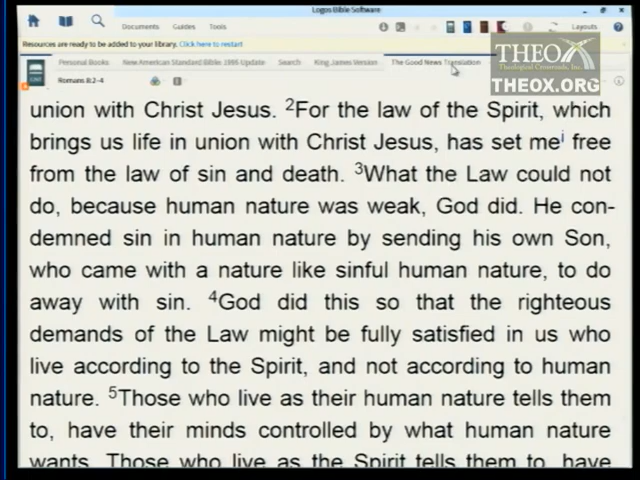 Logos Bible Software
Documents Guides Tools Layouts
Resources are ready to be added to your library. Click here to restart
Personal Books New American Standard Bible: 1995 Update Search King James Version The Good News Translation
Romans 8:2–4
THEOX
THEOX.ORG
union with Christ Jesus. 2For the law of the Spirit, which
brings us life in union with Christ Jesus, has set me i free
from the law of sin and death. 3What the Law could not
do, because human nature was weak, God did. He con-
demned sin in human nature by sending his own Son,
who came with a nature like sinful human nature, to do
away with sin. 4God did this so that the righteous
demands of the Law might be fully satisfied in us who
live according to the Spirit, and not according to human
nature. 5Those who live as their human nature tells them
to, have their minds controlled by what human nature
wants. Those who live as the Spirit tells them to, have